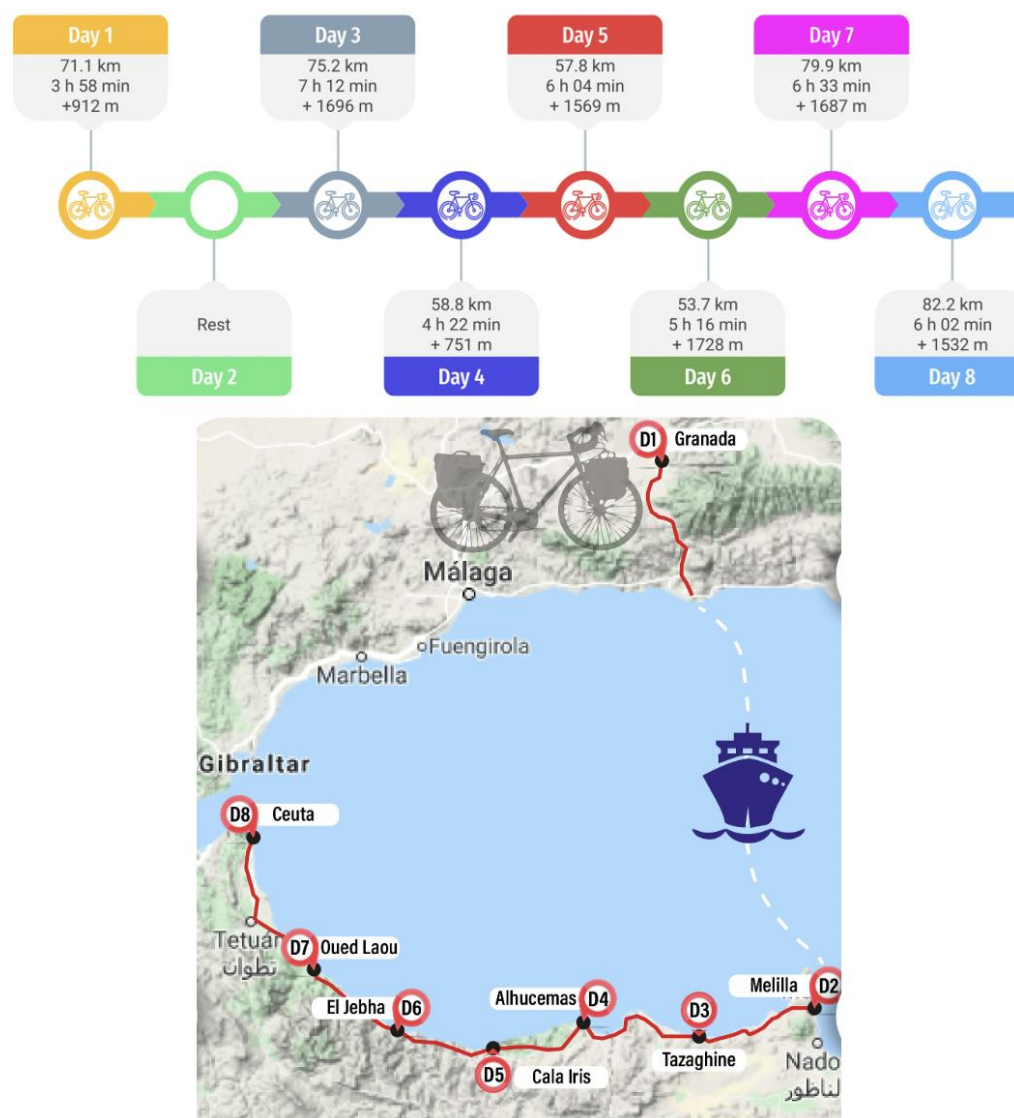 Day 1
71.1 km
3 h 58 min
+912 m
Day 3
75.2 km
7 h 12 min
+ 1696 m
Day 5
57.8 km
6 h 04 min
+ 1569 m
Day 7
79.9 km
6 h 33 min
+ 1687 m
Rest
Day 2
58.8 km
4 h 22 min
+ 751 m
Day 4
53.7 km
5 h 16 min
+ 1728 m
Day 6
82.2 km
6 h 02 min
+ 1532 m
Day 8
D1 Granada
Málaga
Fuengirola
Marbella
Gibraltar
D8 Ceuta
Tetuán
تطوان
D7 Oued Laou
El Jebha D6
D5 Cala Iris
Alhucemas D4
D3
Tazaghine
Melilla D2
Nado
الناظور